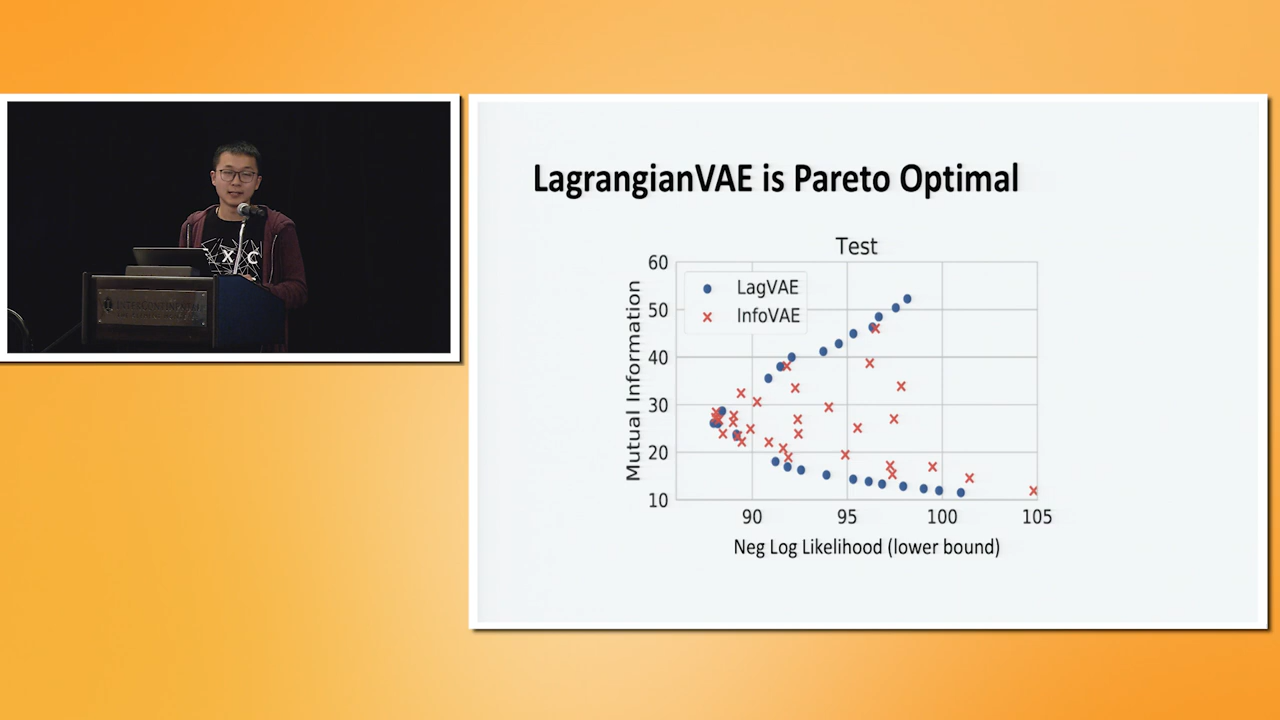 LagrangianVAE is Pareto Optimal
Test
LagVAE
InfoVAE
Mutual Information
60
50
40
30
20
10
90
95
100
105
Neg Log Likelihood (lower bound)
X C
INTERCONTINENTAL